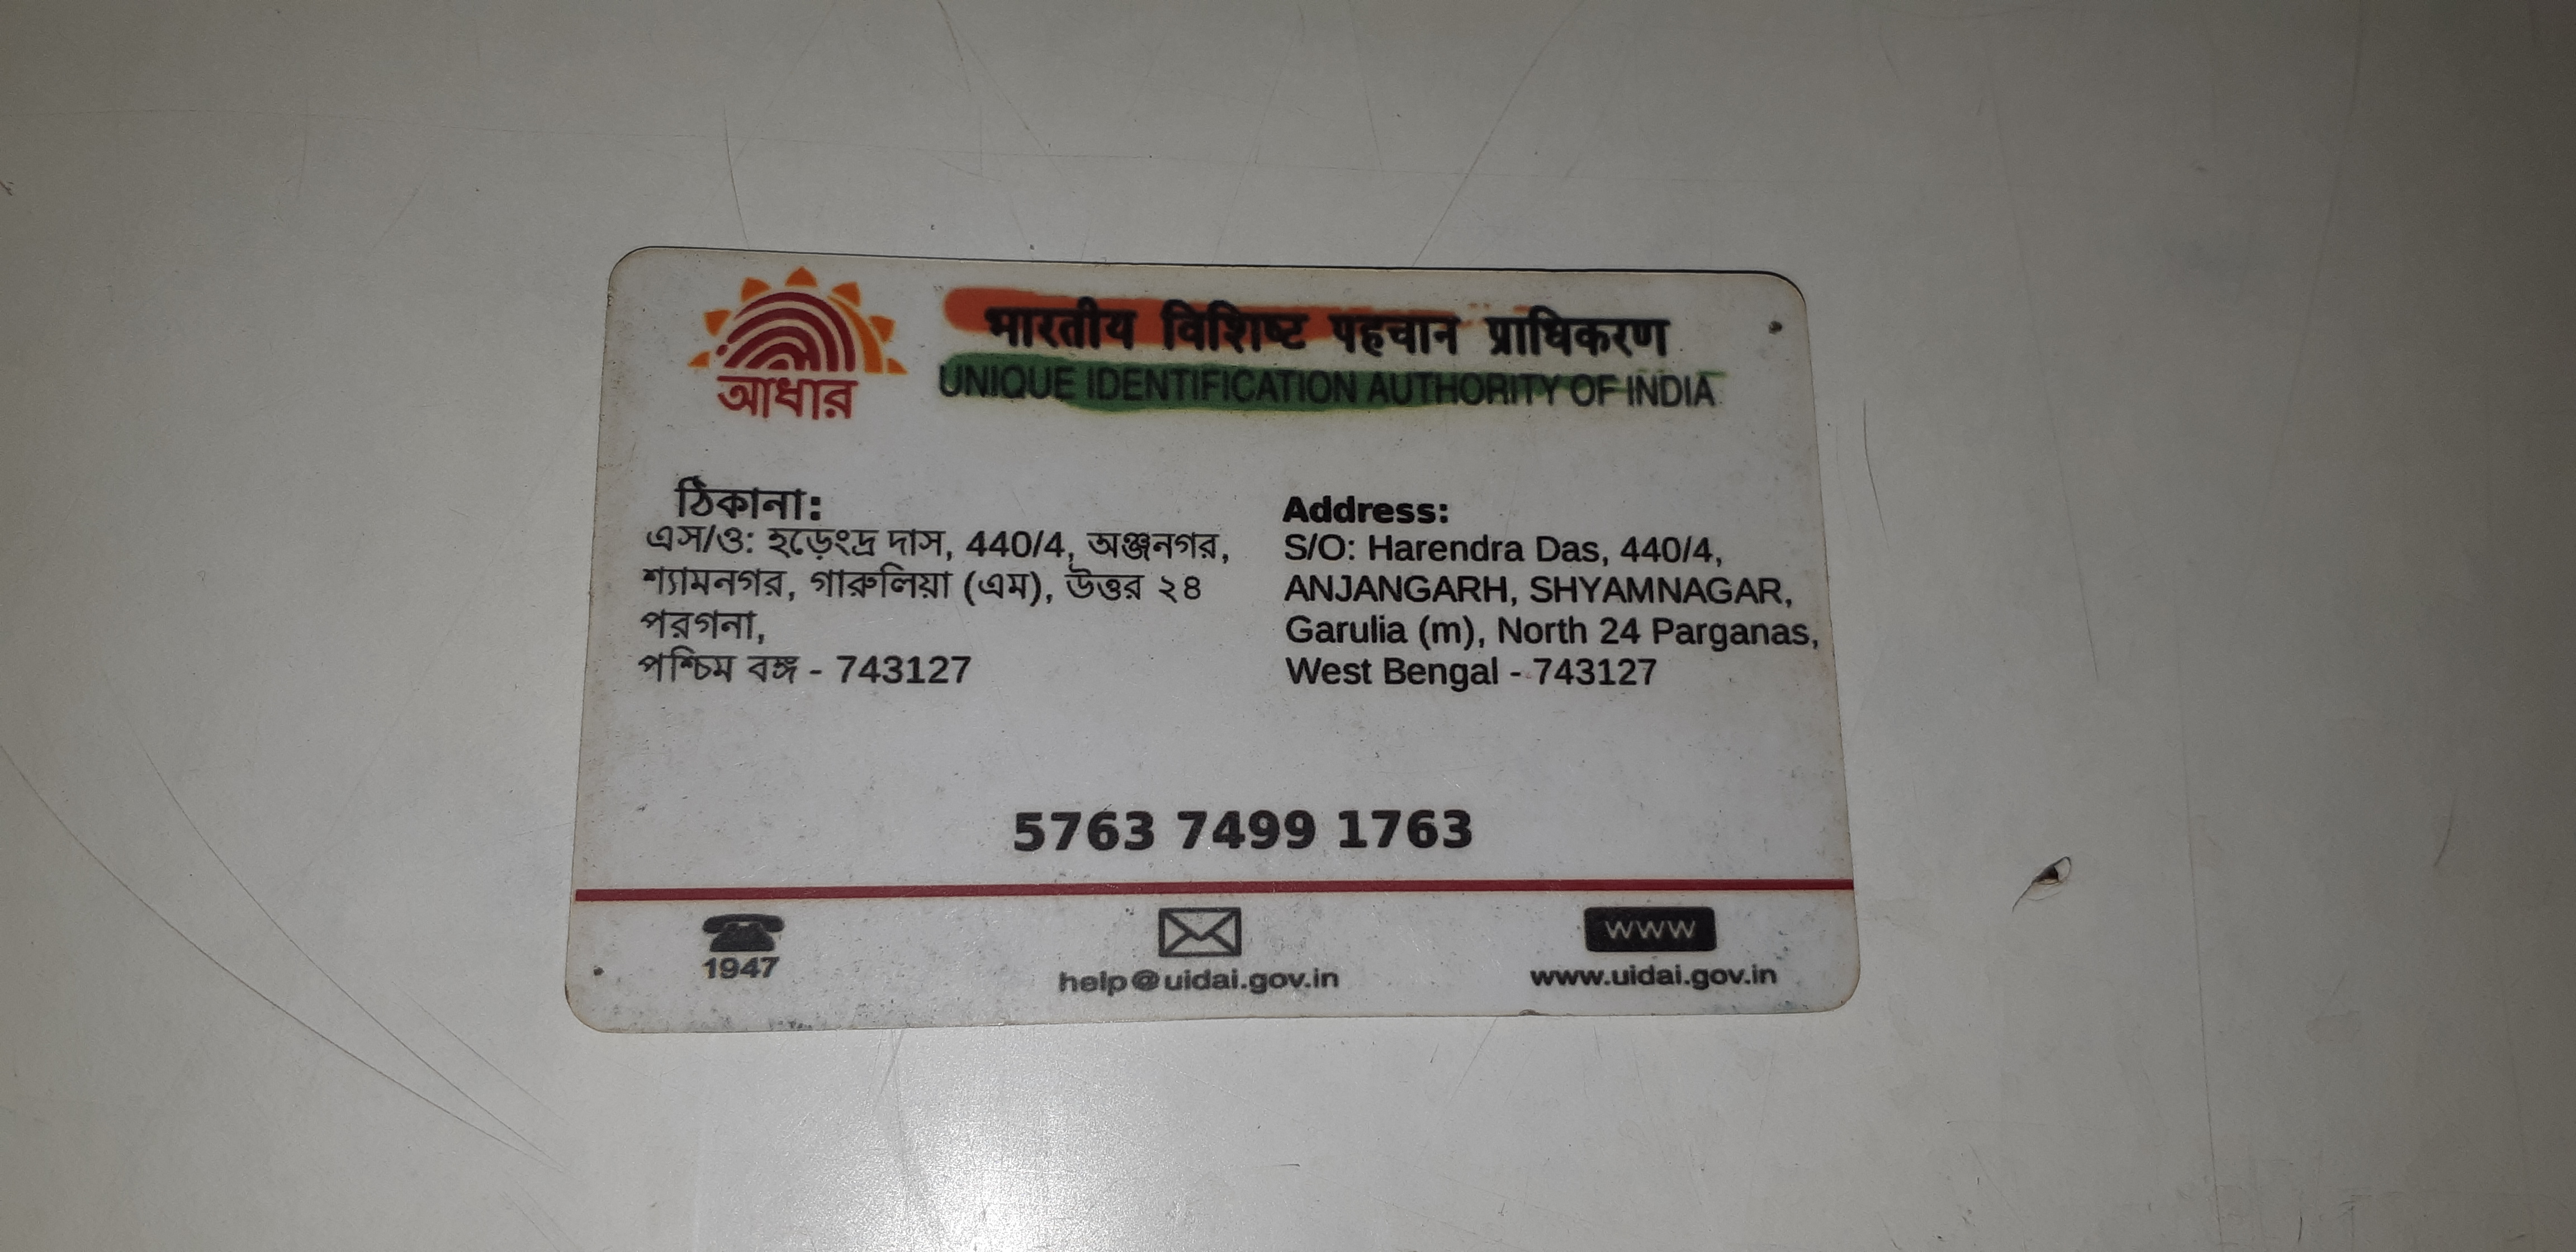 আধার
भारतीय विशिष्ट पहचान प्राधिकरण
UNIQUE IDENTIFICATION AUTHORITY OF INDIA
ঠিকানা:
এস/ও: হড়েংদ্র দাস, 440/4, অঞ্জনগর,
শ্যামনগর, গারুলিয়া (এম), উত্তর ২৪
পরগনা,
পশ্চিম বঙ্গ - 743127
Address:
S/O: Harendra Das, 440/4,
ANJANGARH, SHYAMNAGAR,
Garulia (m), North 24 Parganas,
West Bengal - 743127
5763 7499 1763
1947
help@uidai.gov.in
WWW
www.uidai.gov.in